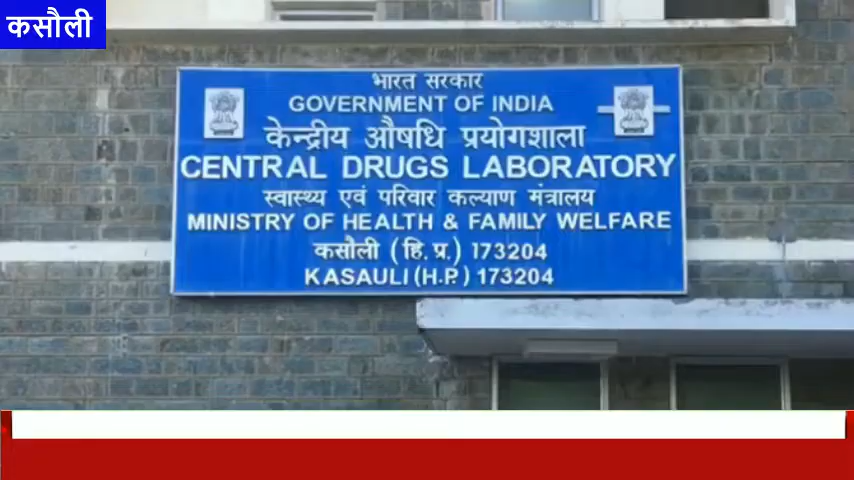 कसौली
भारत सरकार
GOVERNMENT OF INDIA
केन्द्रीय औषधि प्रयोगशाला
CENTRAL DRUGS LABORATORY
स्वास्थ्य एवं परिवार कल्याण मंत्रालय
MINISTRY OF HEALTH & FAMILY WELFARE
कसौली (हि.प्र.) 173204
KASAULI (H.P.) 173204